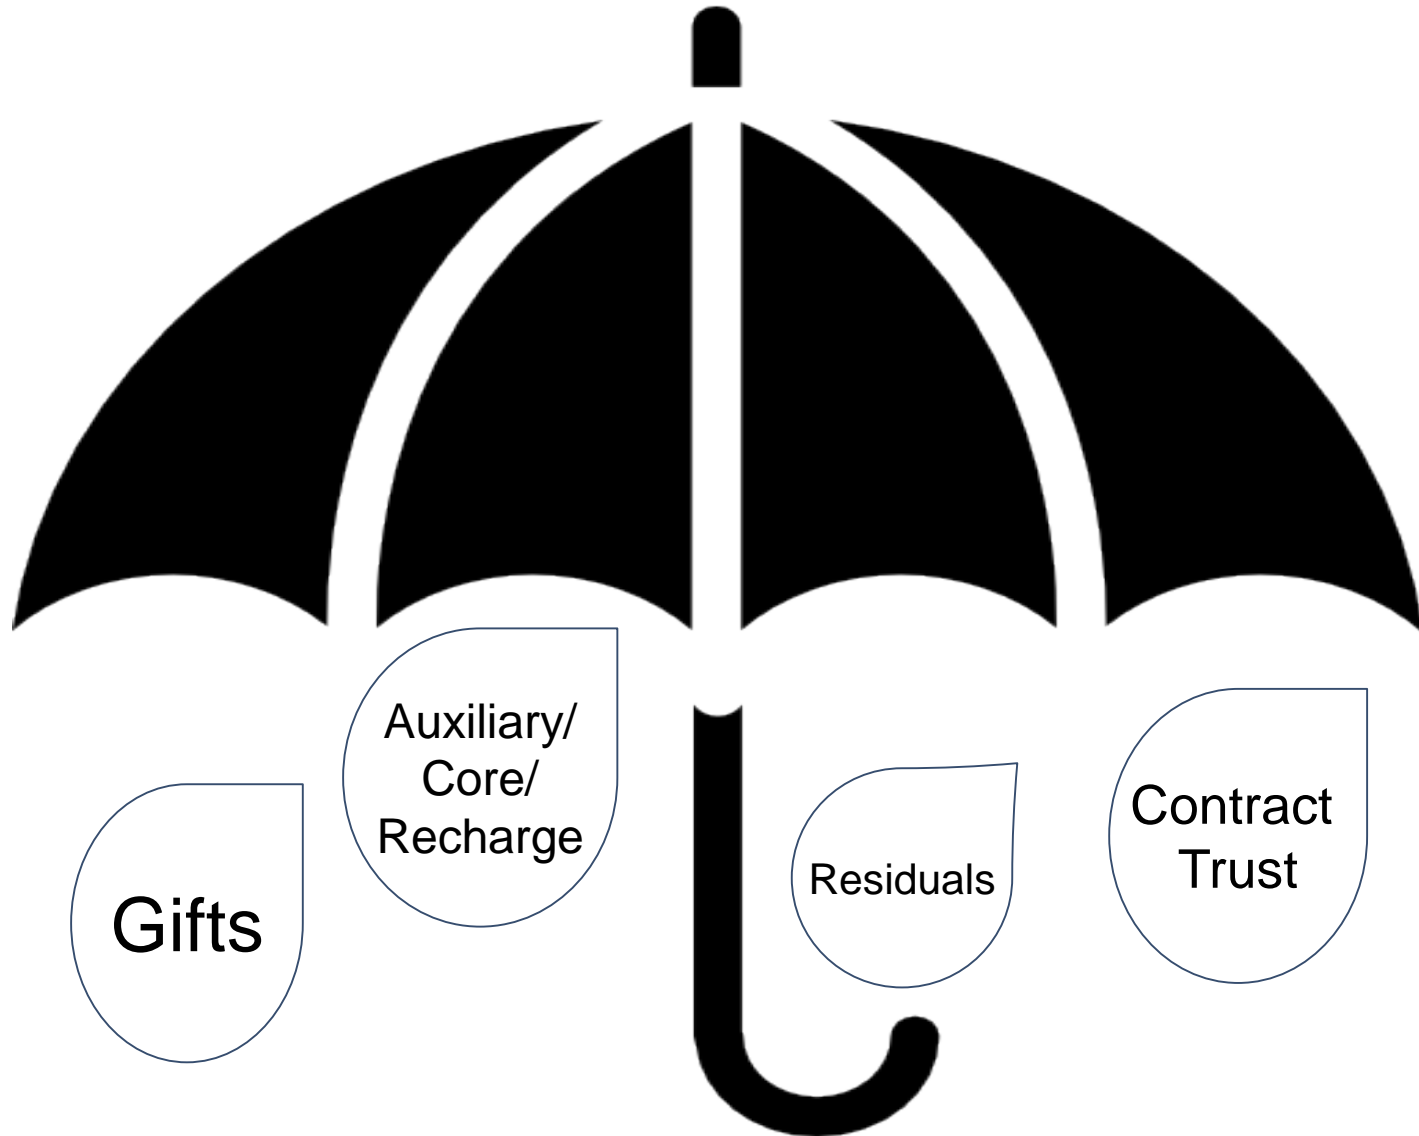 Gifts
Auxiliary/
Core/
Recharge
Residuals
Contract
Trust